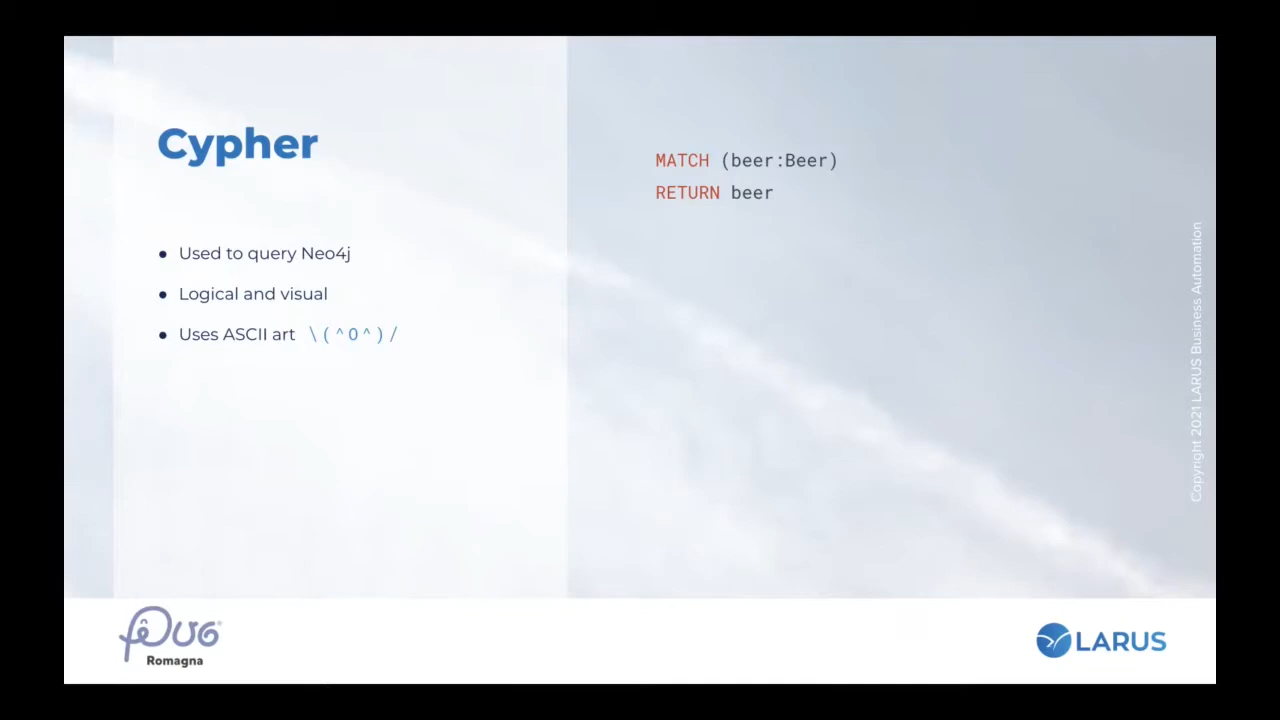 Cypher
● Used to query Neo4j
● Logical and visual
● Uses ASCII art \(^0^)/
MATCH (beer:Beer)
RETURN beer
Copyright 2021 LARUS Business Automation
PUG®
Romagna
LARUS